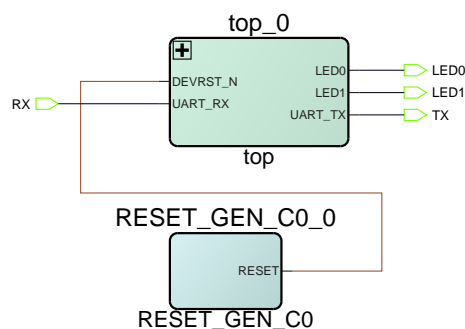 top_0
DEVRST_N
UART_RX
LED0
LED1
UART_TX
top
RX
LED0
LED1
TX
RESET_GEN_C0_0
RESET
RESET_GEN_C0